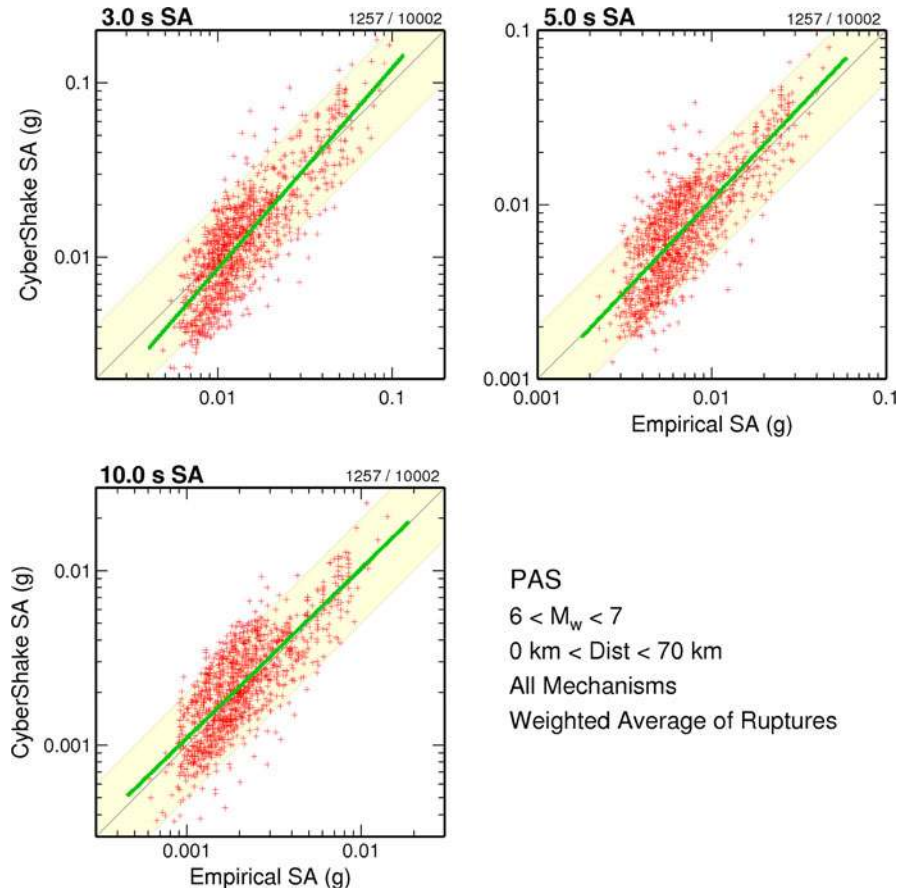 3.0 s SA
1257 / 10002
5.0 s SA
1257 / 10002
0.1
0.01
CyberShake SA (g)
0.01
0.1
0.1
0.01
0.001
0.001
0.01
0.1
Empirical SA (g)
10.0 s SA
1257 / 10002
0.01
0.001
CyberShake SA (g)
0.001
0.01
Empirical SA (g)
PAS
6 < Mw < 7
0 km < Dist < 70 km
All Mechanisms
Weighted Average of Ruptures